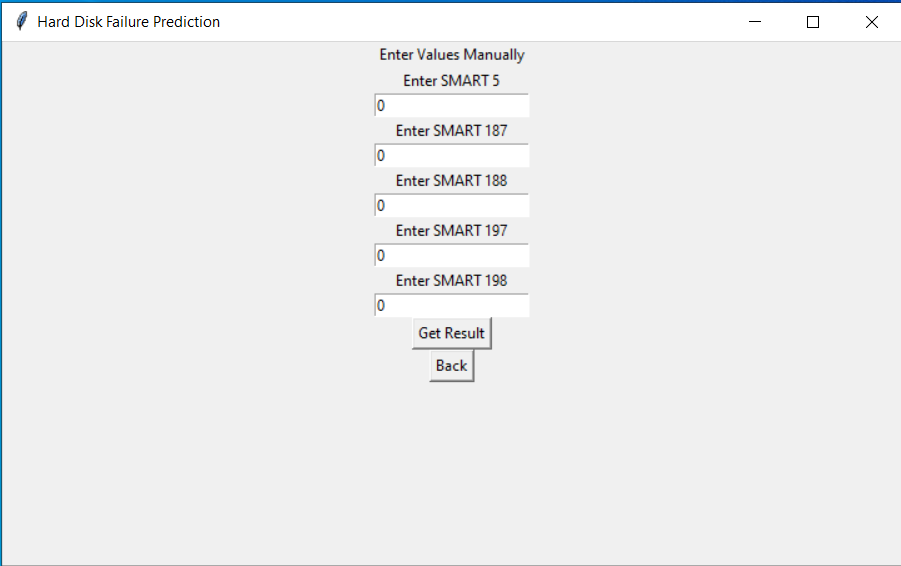 Hard Disk Failure Prediction
Enter Values Manually
Enter SMART 5
0
Enter SMART 187
0
Enter SMART 188
0
Enter SMART 197
0
Enter SMART 198
0
Get Result
Back